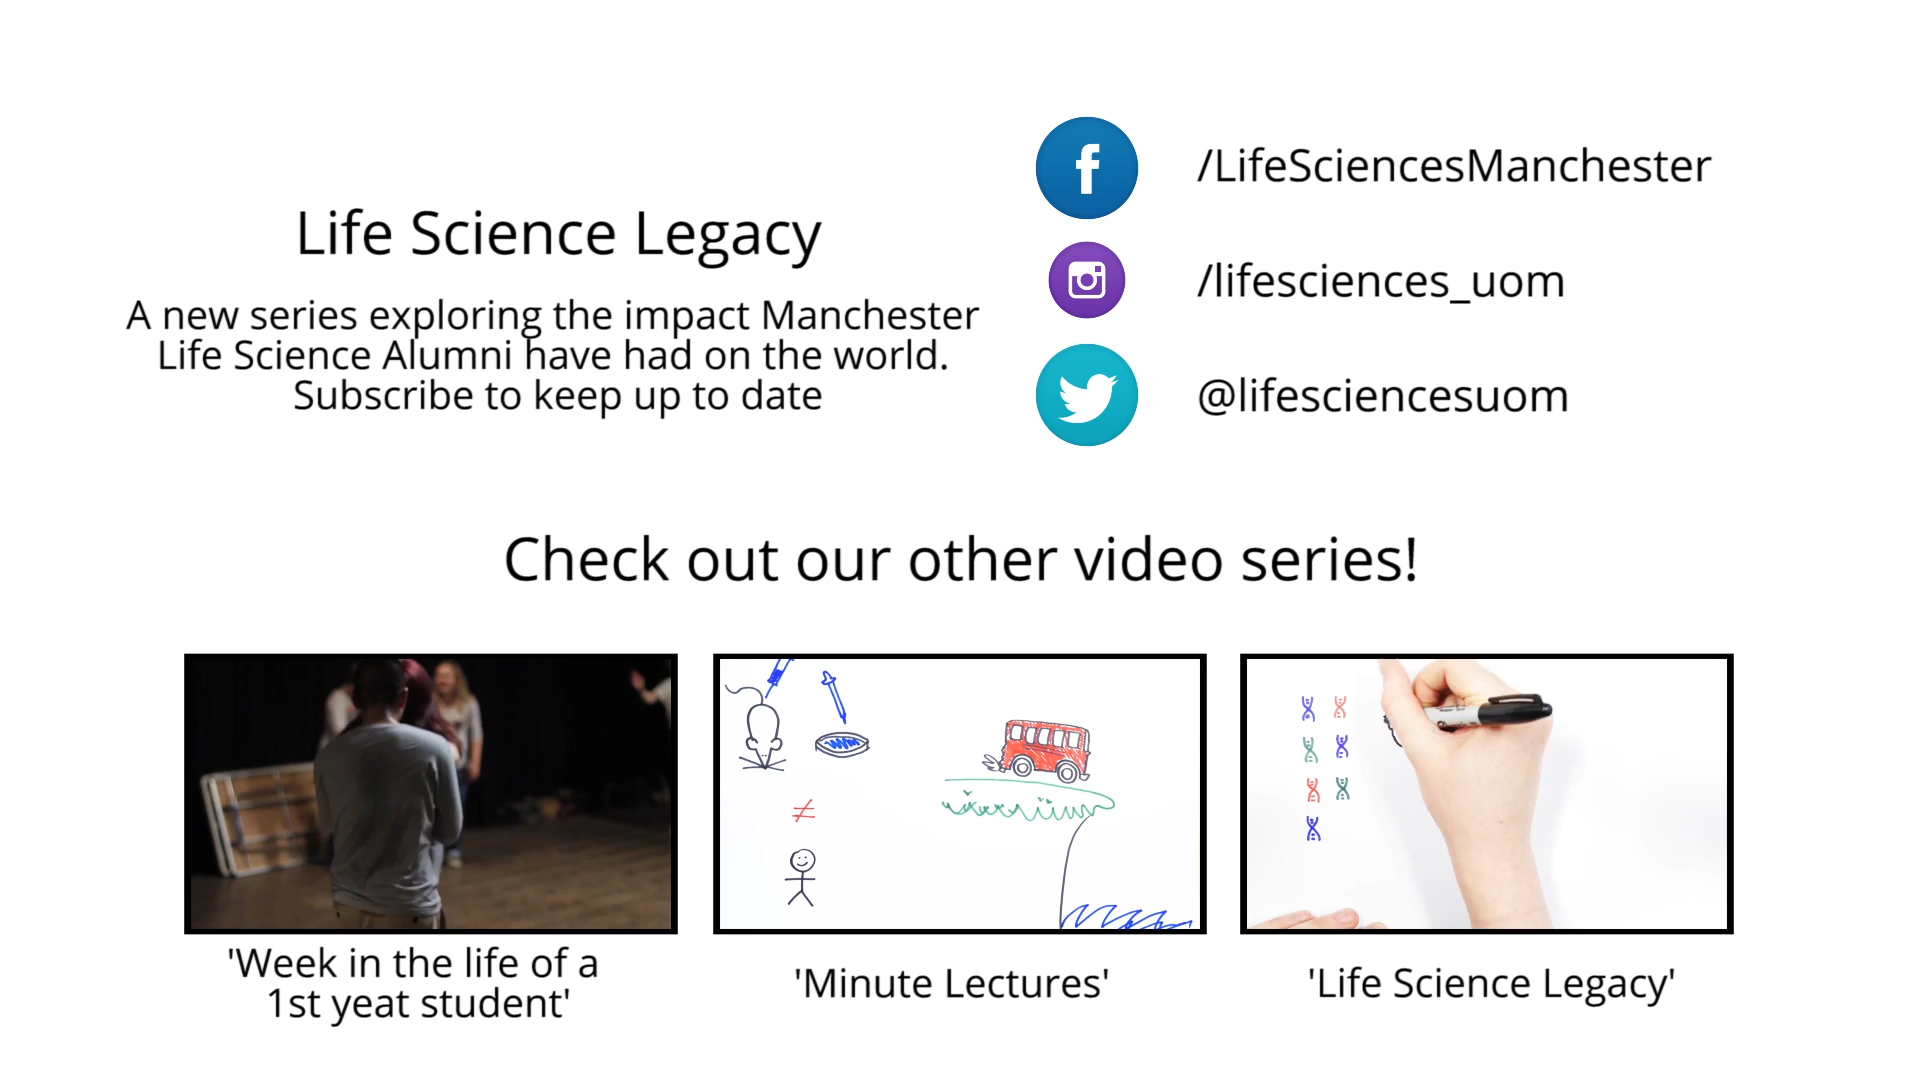 Life Science Legacy
A new series exploring the impact Manchester
Life Science Alumni have had on the world.
Subscribe to keep up to date
/LifeSciencesManchester
/lifesciences_uom
@lifesciencesuom
Check out our other video series!
'Week in the life of a
1st yeat student'
'Minute Lectures'
'Life Science Legacy'